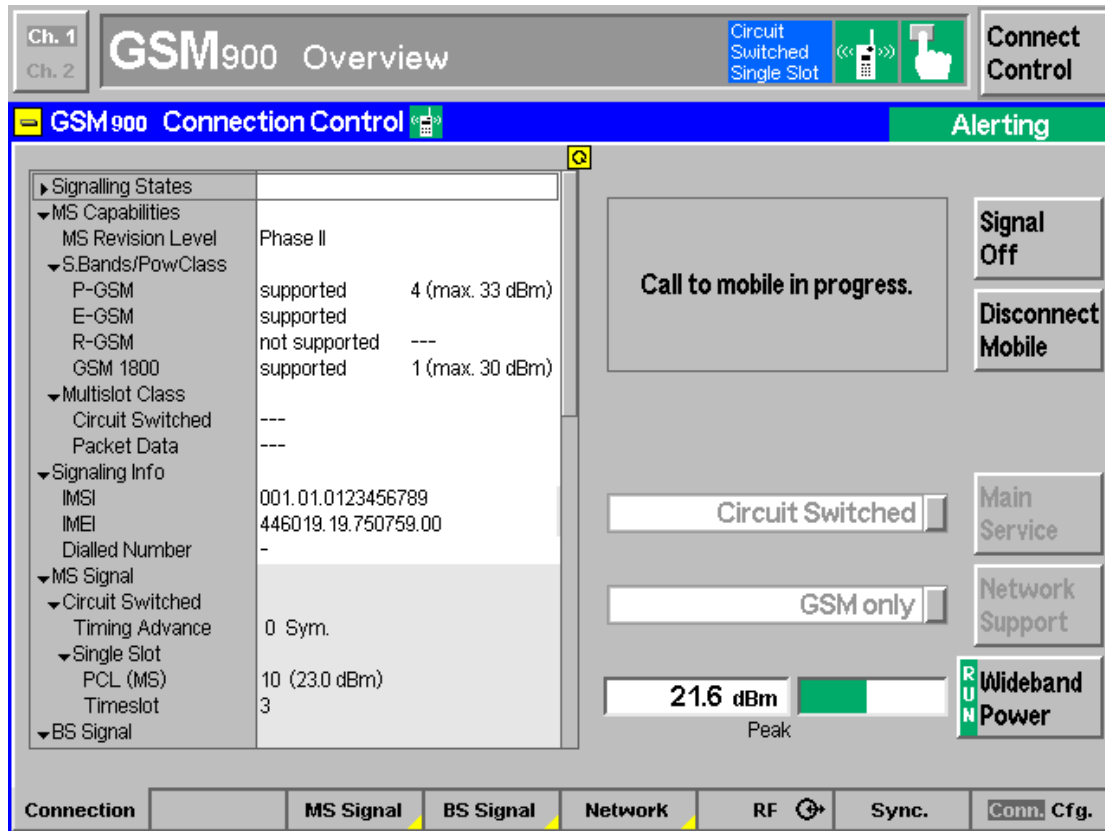 Ch. 1
Ch. 2
GSM900 Overview
Circuit
Switched
Single Slot
Connect
Control
GSM900 Connection Control
Alerting
Signalling States
MS Capabilities
MS Revision Level Phase II
S.Bands/PowClass
P-GSM supported 4 (max. 33 dBm)
E-GSM supported
R-GSM not supported ---
GSM 1800 supported 1 (max. 30 dBm)
Multislot Class
Circuit Switched ---
Packet Data ---
Signaling Info
IMSI 001.01.0123456789
IMEI 446019.19.750759.00
Dialled Number -
MS Signal
Circuit Switched
Timing Advance 0 Sym.
Single Slot
PCL (MS) 10 (23.0 dBm)
Timeslot 3
BS Signal
Call to mobile in progress.
Signal
Off
Disconnect
Mobile
Circuit Switched
Main
Service
GSM only
Network
Support
21.6 dBm
Peak
RUN
Wideband
Power
Connection MS Signal BS Signal Network RF Sync. Conn. Cfg.